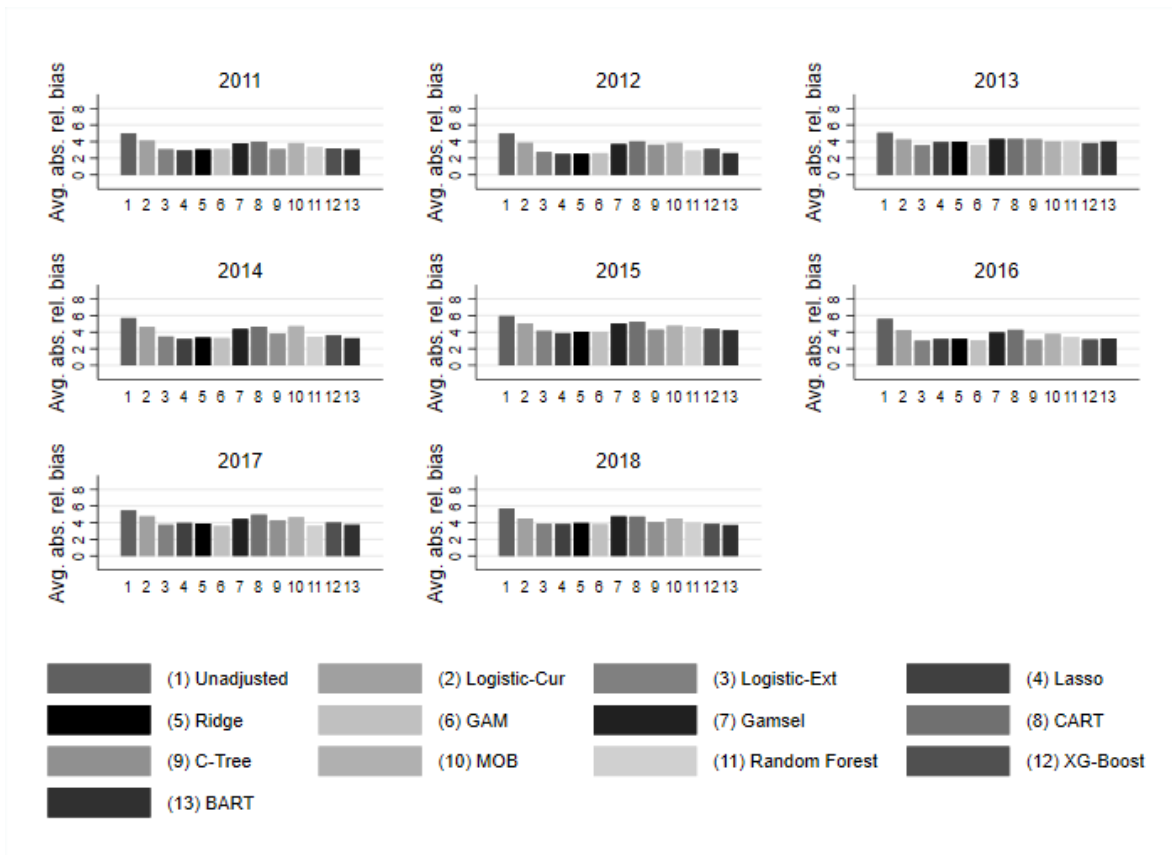 2011 2012 2013
Avg. abs. rel. bias Avg. abs. rel. bias Avg. abs. rel. bias
0 2 4 6 8 0 2 4 6 8 0 2 4 6 8
1 2 3 4 5 6 7 8 9 10 11 12 13 1 2 3 4 5 6 7 8 9 10 11 12 13 1 2 3 4 5 6 7 8 9 10 11 12 13
2014 2015 2016
Avg. abs. rel. bias Avg. abs. rel. bias Avg. abs. rel. bias
0 2 4 6 8 0 2 4 6 8 0 2 4 6 8
1 2 3 4 5 6 7 8 9 10 11 12 13 1 2 3 4 5 6 7 8 9 10 11 12 13 1 2 3 4 5 6 7 8 9 10 11 12 13
2017 2018
Avg. abs. rel. bias Avg. abs. rel. bias
0 2 4 6 8 0 2 4 6 8
1 2 3 4 5 6 7 8 9 10 11 12 13 1 2 3 4 5 6 7 8 9 10 11 12 13
(1) Unadjusted (2) Logistic-Cur (3) Logistic-Ext (4) Lasso
(5) Ridge (6) GAM (7) Gamsel (8) CART
(9) C-Tree (10) MOB (11) Random Forest (12) XG-Boost
(13) BART